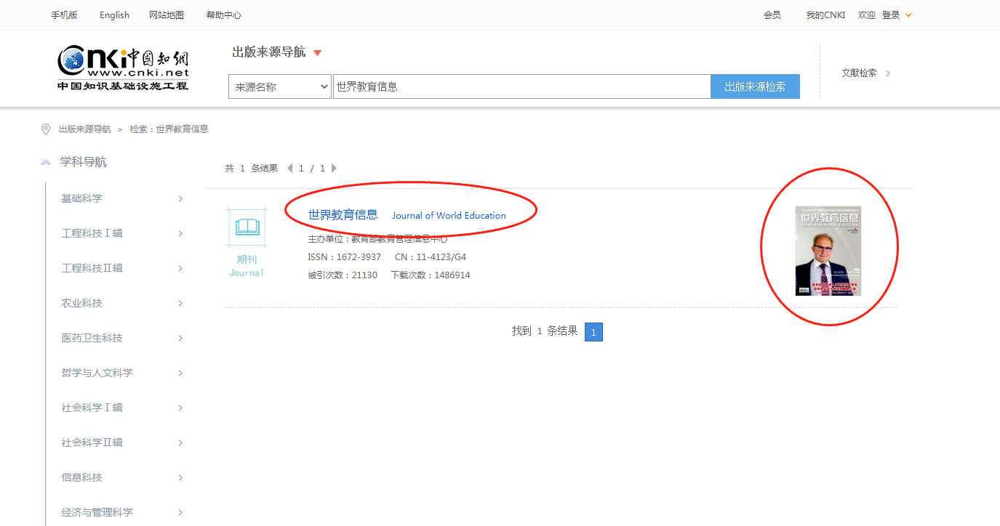 手机版 English 网站地图 帮助中心 会员 我的CNKI 欢迎 登录
Cnki中国知网
www.cnki.net
中国知识基础设施工程
出版来源导航
来源名称 世界教育信息 出版来源检索
文献检索
出版来源导航 > 检索：世界教育信息
学科导航
基础科学
工程科技Ⅰ辑
工程科技Ⅱ辑
农业科技
医药卫生科技
哲学与人文科学
社会科学Ⅰ辑
社会科学Ⅱ辑
信息科技
经济与管理科学
共 1 条结果 1 / 1
期刊
Journal
世界教育信息 Journal of World Education
主办单位：教育部教育管理信息中心
ISSN：1672-3937 CN：11-4123/G4
被引次数：21130 下载次数：1486914
世界教育信息
JOURNAL OF WORLD EDUCATION
找到 1 条结果 1